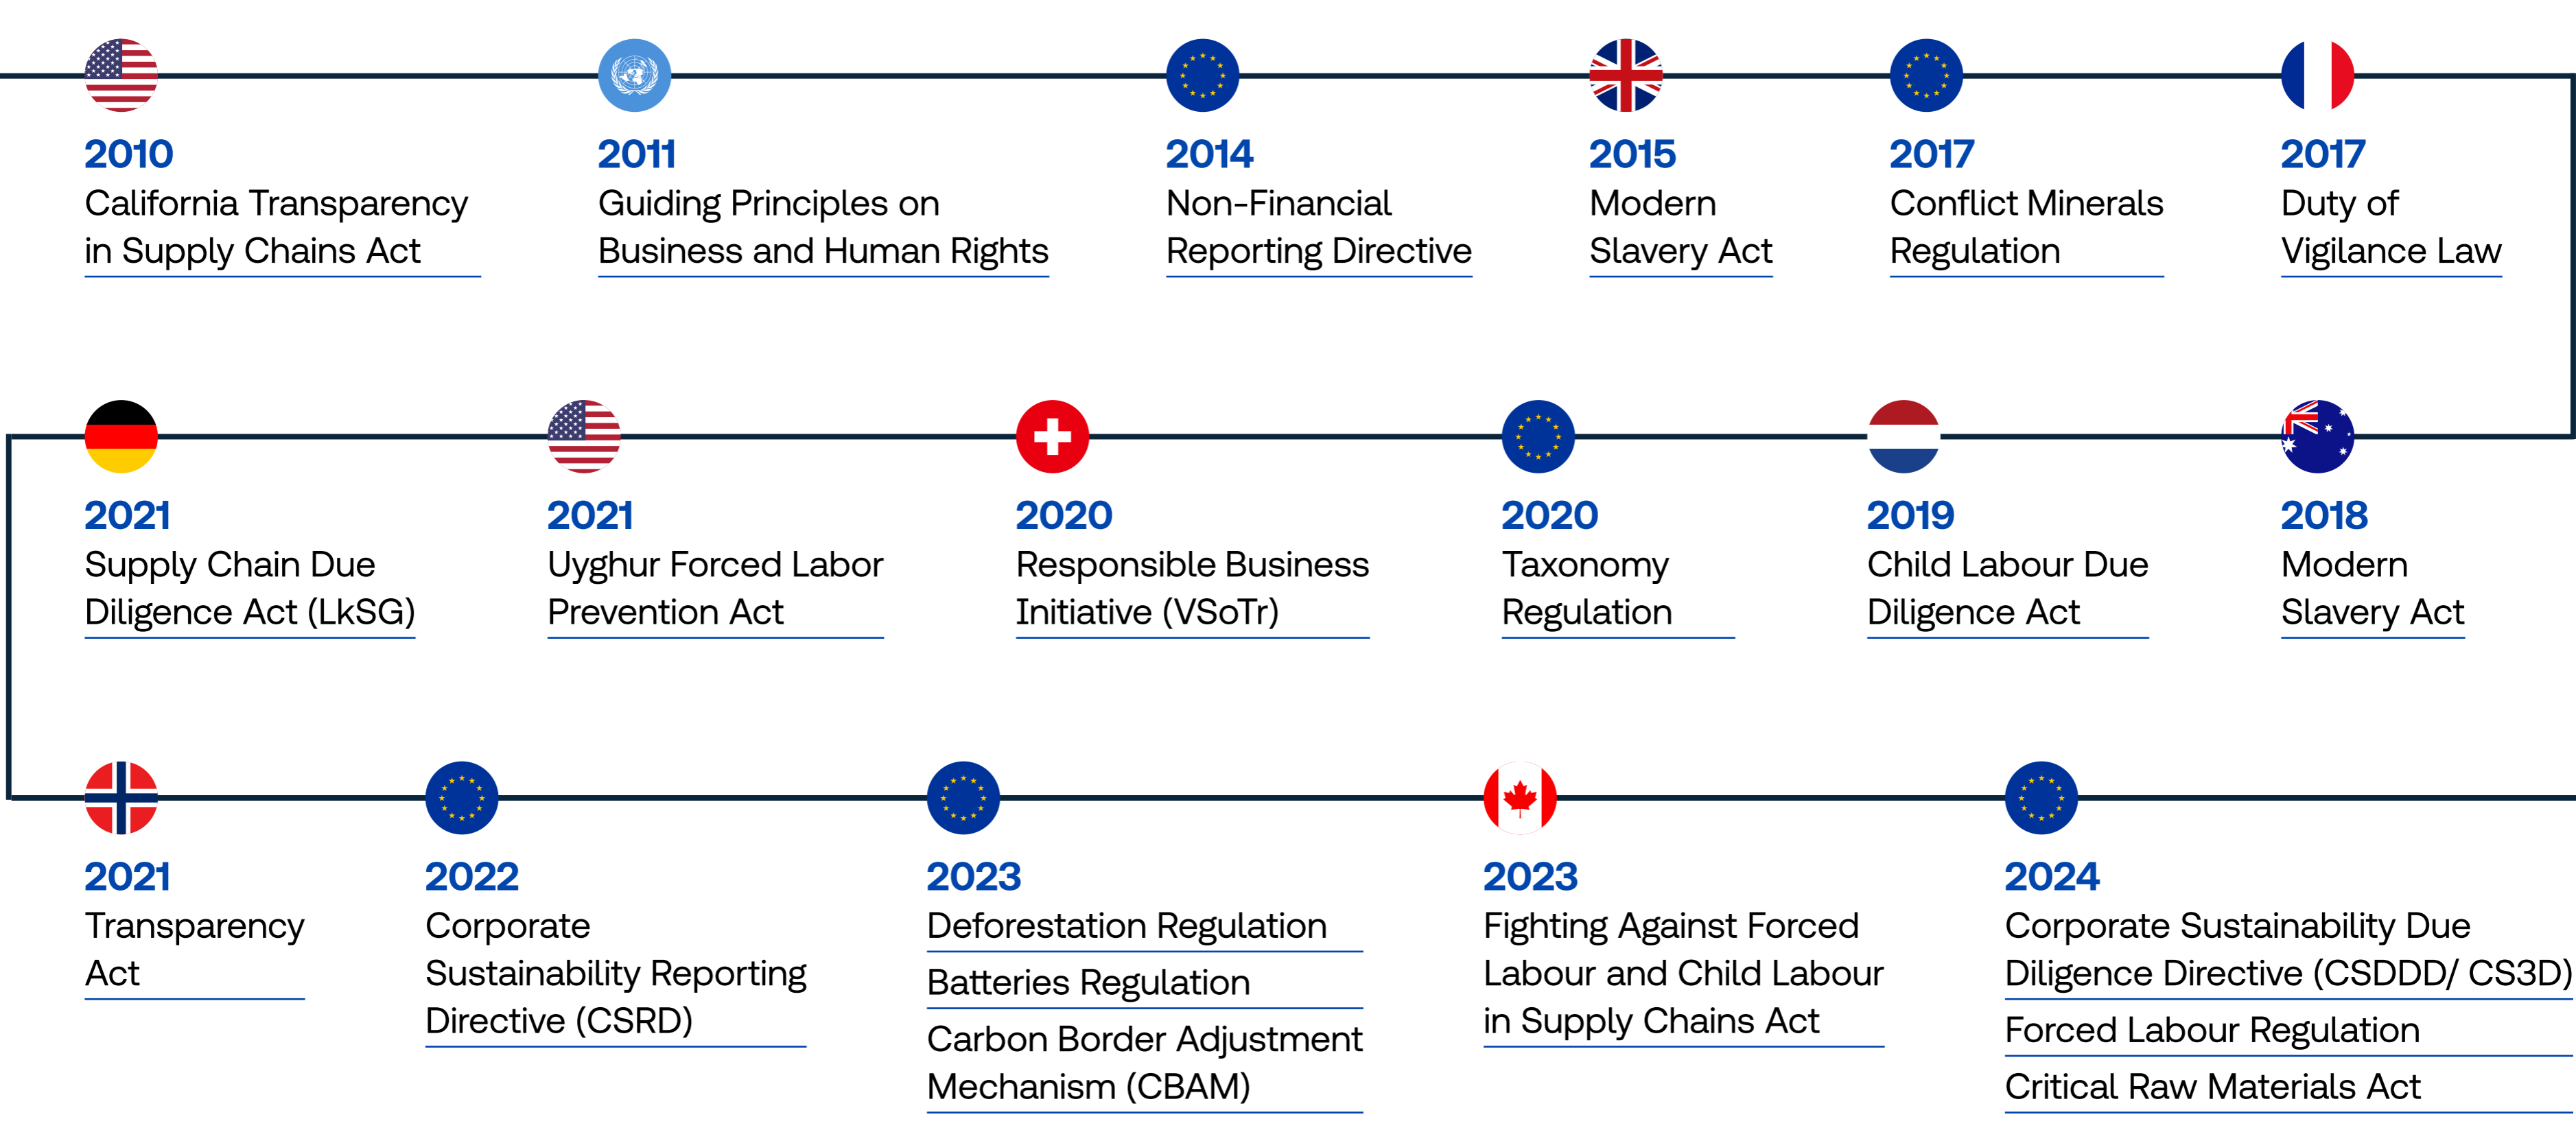 2010
California Transparency
in Supply Chains Act
2011
Guiding Principles on
Business and Human Rights
2014
Non-Financial
Reporting Directive
2015
Modern
Slavery Act
2017
Conflict Minerals
Regulation
2017
Duty of
Vigilance Law
2021
Supply Chain Due
Diligence Act (LkSG)
2021
Uyghur Forced Labor
Prevention Act
2020
Responsible Business
Initiative (VSoTr)
2020
Taxonomy
Regulation
2019
Child Labour Due
Diligence Act
2018
Modern
Slavery Act
2021
Transparency
Act
2022
Corporate
Sustainability Reporting
Directive (CSRD)
2023
Deforestation Regulation
Batteries Regulation
Carbon Border Adjustment
Mechanism (CBAM)
2023
Fighting Against Forced
Labour and Child Labour
in Supply Chains Act
2024
Corporate Sustainability Due
Diligence Directive (CSDDD/ CS3D)
Forced Labour Regulation
Critical Raw Materials Act